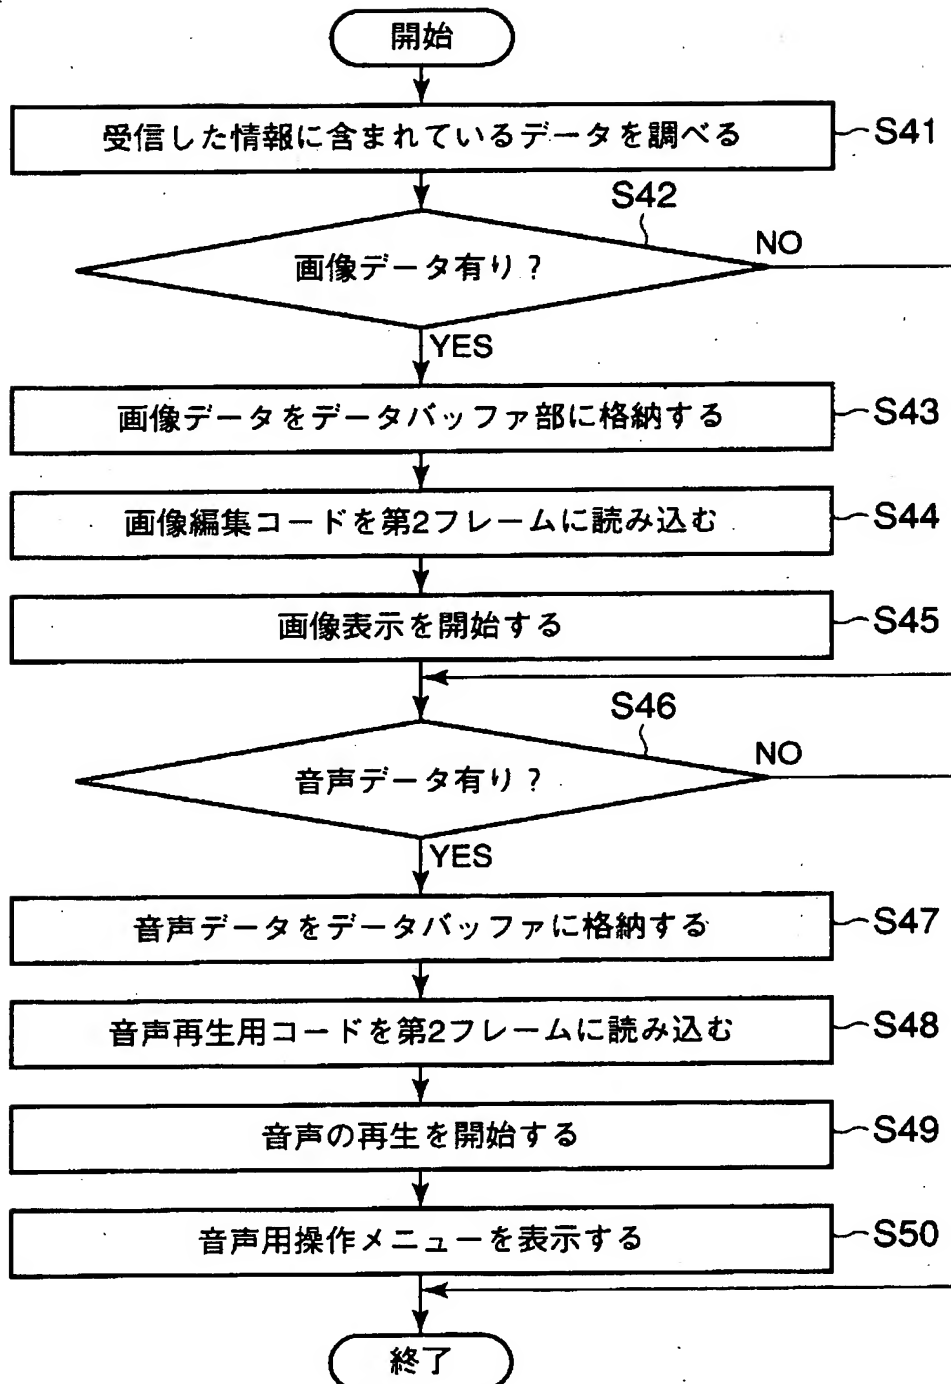 開始
受信した情報に含まれているデータを調べる
S41
S42
画像データ有り?
NO
YES
画像データをデータバッファ部に格納する
S43
画像編集コードを第2フレームに読み込む
S44
画像表示を開始する
S45
S46
音声データ有り?
NO
YES
音声データをデータバッファに格納する
S47
音声再生用コードを第2フレームに読み込む
S48
音声の再生を開始する
S49
音声用操作メニューを表示する
S50
終了